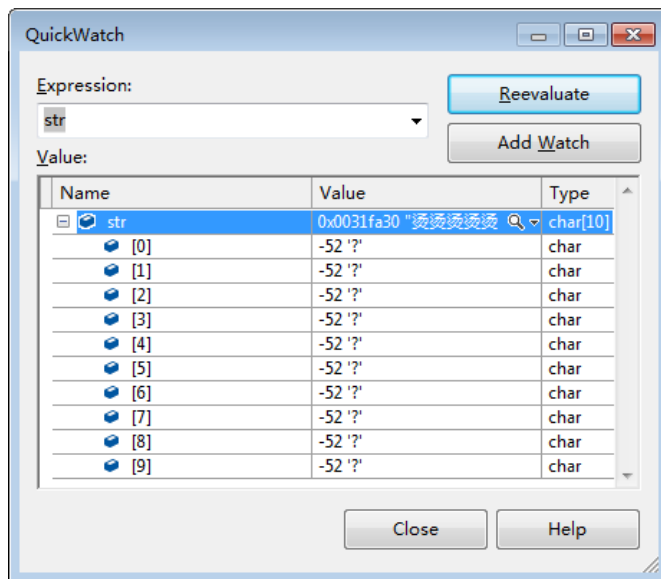 QuickWatch
Expression:
Reevaluate
str
Add Watch
Value:
Name Value Type
str 0x0031fa30 "烫烫烫烫烫 char[10]
[0] -52 '?' char
[1] -52 '?' char
[2] -52 '?' char
[3] -52 '?' char
[4] -52 '?' char
[5] -52 '?' char
[6] -52 '?' char
[7] -52 '?' char
[8] -52 '?' char
[9] -52 '?' char
Close Help